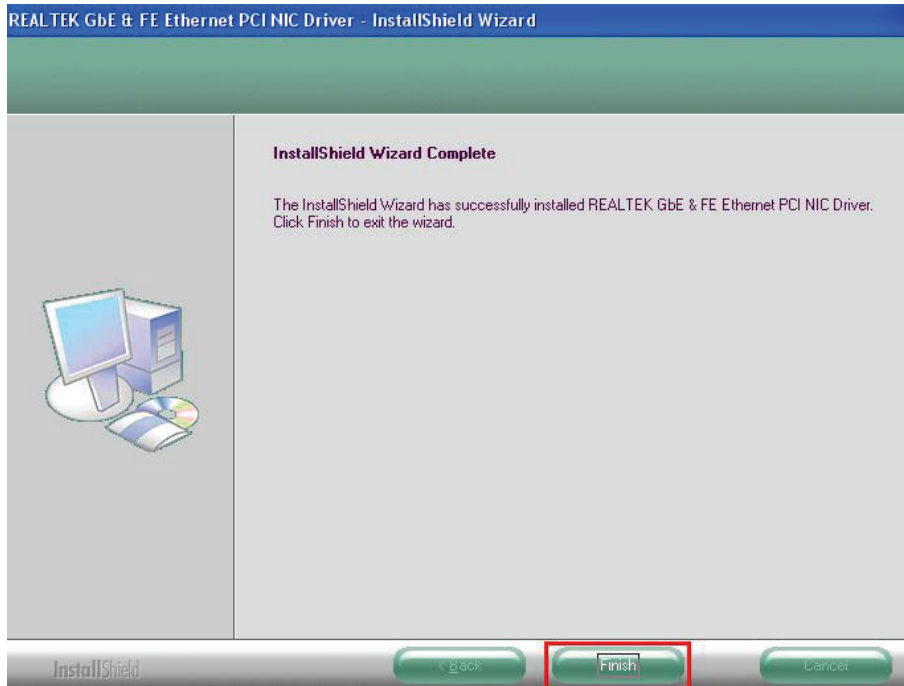 REALTEK GbE & FE Ethernet PCI NIC Driver - InstallShield Wizard
InstallShield Wizard Complete
The InstallShield Wizard has successfully installed REALTEK GbE & FE Ethernet PCI NIC Driver.
Click Finish to exit the wizard.
InstallShield
< Back
Finish
Cancel